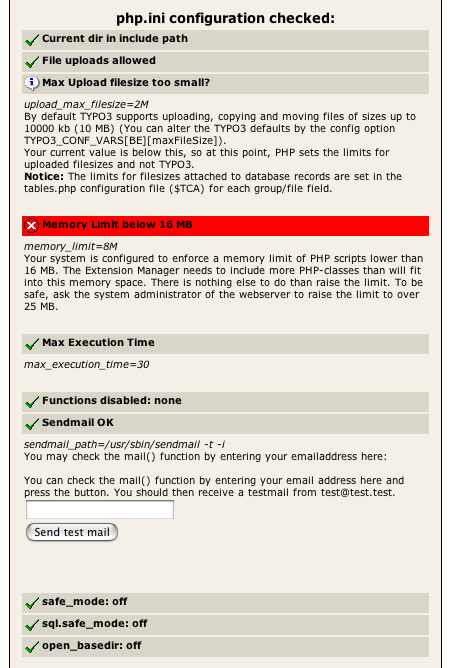 php.ini configuration checked:
Current dir in include path
File uploads allowed
Max Upload filesize too small?
upload_max_filesize=2M
By default TYPO3 supports uploading, copying and moving files of sizes up to
10000 kb (10 MB) (You can alter the TYPO3 defaults by the config option
TYPO3_CONF_VARS[BE][maxFileSize]).
Your current value is below this, so at this point, PHP sets the limits for
uploaded filesizes and not TYPO3.
Notice: The limits for filesizes attached to database records are set in the
tables.php configuration file ($TCA) for each group/file field.
Memory Limit below 16 MB
memory_limit=8M
Your system is configured to enforce a memory limit of PHP scripts lower than
16 MB. The Extension Manager needs to include more PHP-classes than will fit
into this memory space. There is nothing else to do than raise the limit. To be
safe, ask the system administrator of the webserver to raise the limit to over
25 MB.
Max Execution Time
max_execution_time=30
Functions disabled: none
Sendmail OK
sendmail_path=/usr/sbin/sendmail -t -i
You may check the mail() function by entering your emailaddress here:
You can check the mail() function by entering your email address here and
press the button. You should then receive a testmail from test@test.test.
Send test mail
safe_mode: off
sql.safe_mode: off
open_basedir: off